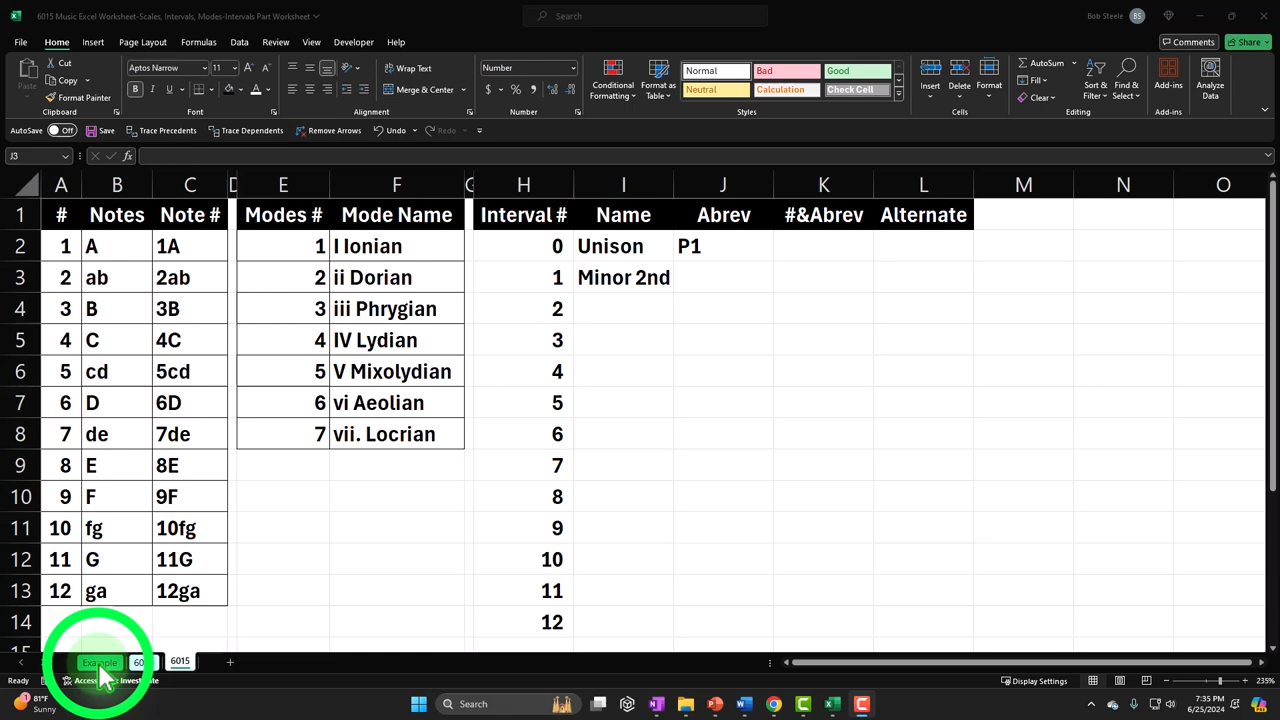 6015 Music Excel Worksheet-Scales, Intervals, Modes-Intervals Part Worksheet
Search
Bob Steele BS
File Home Insert Draw Page Layout Formulas Data Review View Developer Help
Comments Share
Paste Cut Copy Format Painter Clipboard
Aptos Narrow 11 B I U Font
Wrap Text Merge & Center Alignment
Number $ % Number
Conditional Formatting Format as Table
Normal Bad Good
Neutral Calculation Check Cell
Styles
Insert Delete Format Cells
AutoSum Fill Clear Sort & Filter Find & Select Editing
Add-ins Add-ins
Analyze Data
AutoSave Off Save Trace Precedents Trace Dependents Remove Arrows Undo Redo
J3 fx
A B C D E F G H I J K L M N O
1 # Notes Note # Modes # Mode Name Interval # Name Abrev #&Abrev Alternate
2 1 A 1A 1 I Ionian 0 Unison P1
3 2 ab 2ab 2 ii Dorian 1 Minor 2nd
4 3 B 3B 3 iii Phrygian 2
5 4 C 4C 4 IV Lydian 3
6 5 cd 5cd 5 V Mixolydian 4
7 6 D 6D 6 vi Aeolian 5
8 7 de 7de 7 vii. Locrian 6
9 8 E 8E 7
10 9 F 9F 8
11 10 fg 10fg 9
12 11 G 11G 10
13 12 ga 12ga 11
14 12
Example 6015
Ready Investigate Display Settings 235%
81°F
Sunny
Search
7:35 PM
6/25/2024